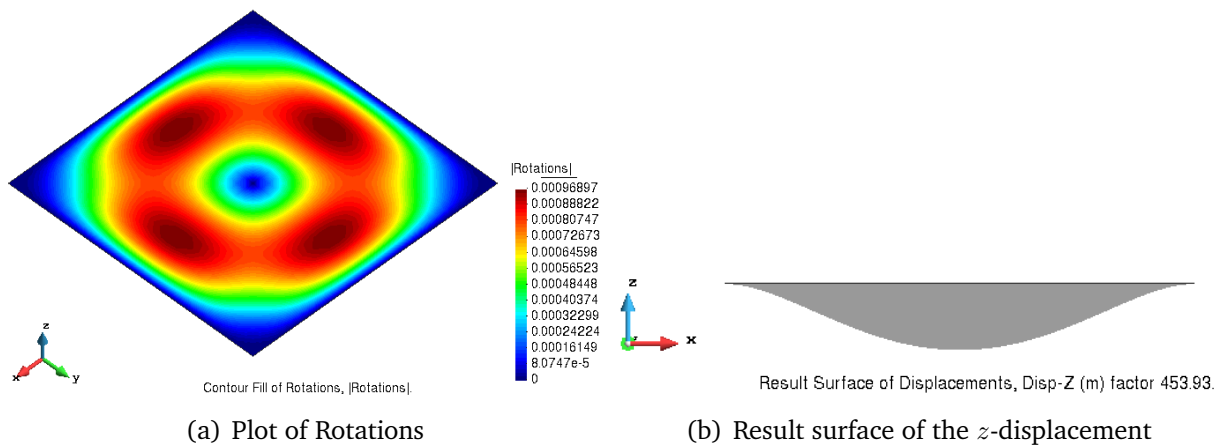 |Rotations|
0.00096897
0.00088822
0.00080747
0.00072673
0.00064598
0.00056523
0.00048448
0.00040374
0.00032299
0.00024224
0.00016149
8.0747e-5
0
z
x
y
Contour Fill of Rotations, |Rotations|.
z
x
Result Surface of Displacements, Disp-Z (m) factor 453.93.
(a) Plot of Rotations
(b) Result surface of the z-displacement